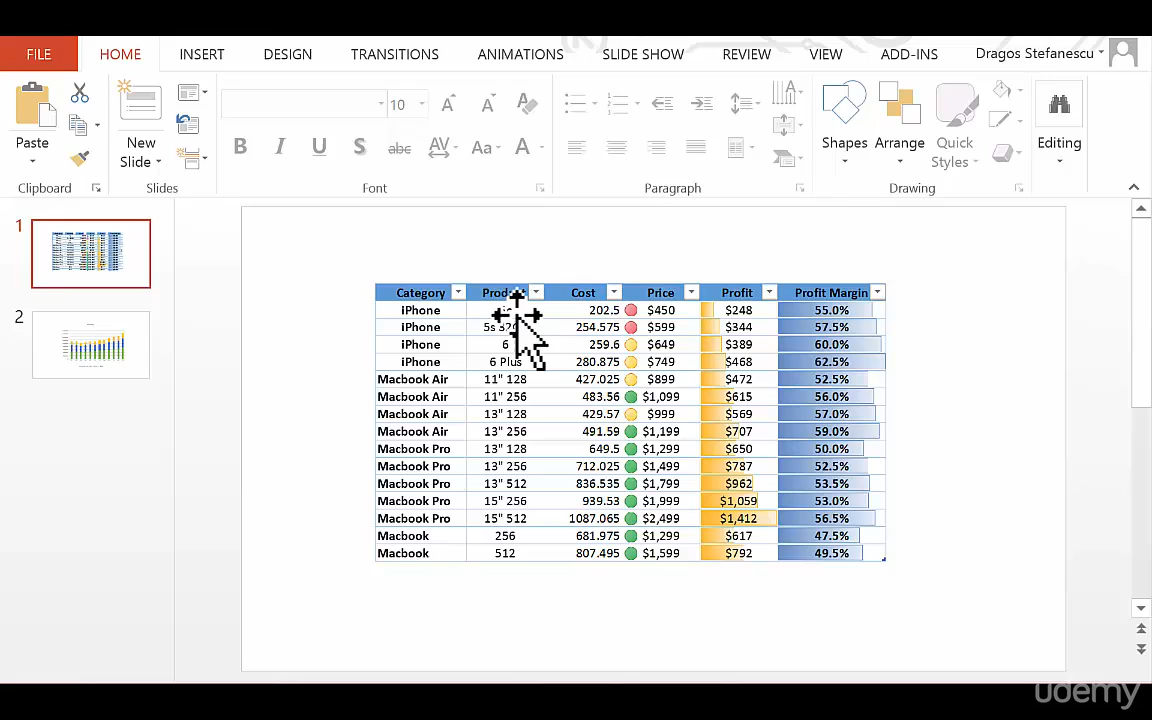 FILE HOME INSERT DESIGN TRANSITIONS ANIMATIONS SLIDE SHOW REVIEW VIEW ADD-INS Dragos Stefanescu
10
B I U S abc AV Aa A
Paste New Slide Shapes Arrange Quick Styles Editing
Clipboard Slides Font Paragraph Drawing
1
2
Category Cost Price Profit Profit Margin
iPhone 202.5 $450 $248 55.0%
iPhone 5s 254.575 $599 $344 57.5%
iPhone 6 259.6 $649 $389 60.0%
iPhone 6 Plus 280.875 $749 $468 62.5%
Macbook Air 11" 128 427.025 $899 $472 52.5%
Macbook Air 11" 256 483.56 $1,099 $615 56.0%
Macbook Air 13" 128 429.57 $999 $569 57.0%
Macbook Air 13" 256 491.59 $1,199 $707 59.0%
Macbook Pro 13" 128 649.5 $1,299 $650 50.0%
Macbook Pro 13" 256 712.025 $1,499 $787 52.5%
Macbook Pro 13" 512 836.535 $1,799 $962 53.5%
Macbook Pro 15" 256 939.53 $1,999 $1,059 53.0%
Macbook Pro 15" 512 1087.065 $2,499 $1,412 56.5%
Macbook 256 681.975 $1,299 $617 47.5%
Macbook 512 807.495 $1,599 $792 49.5%
udemy